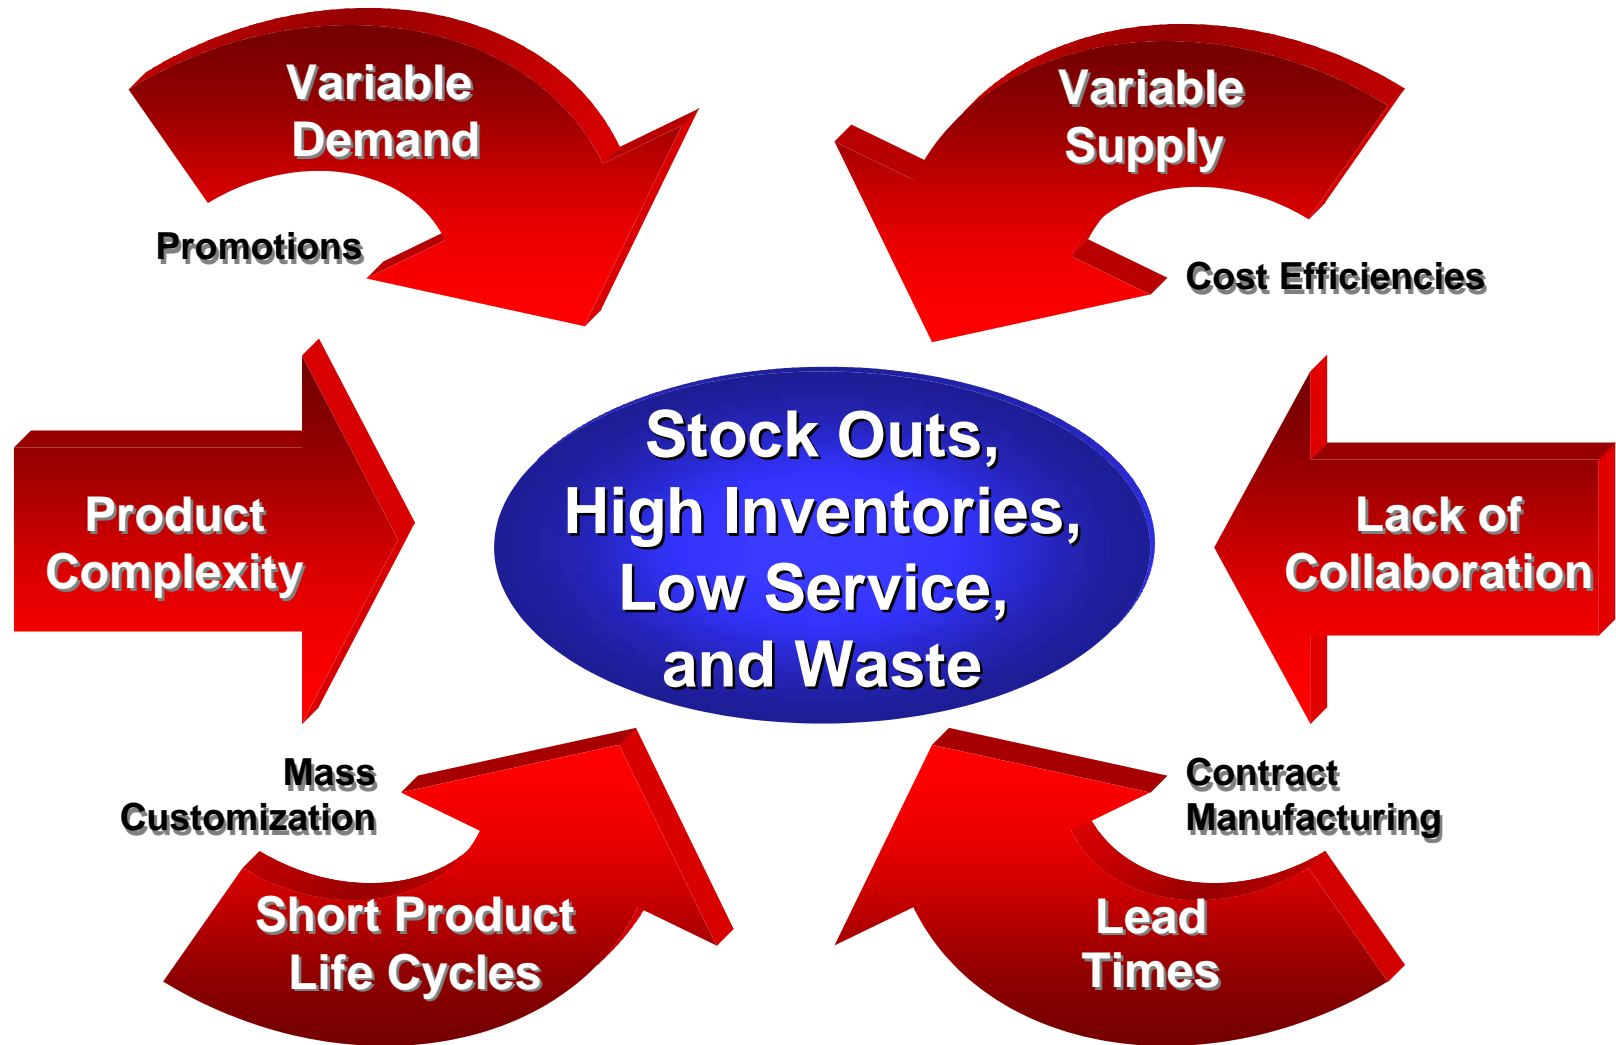 Variable
Demand
Variable
Supply
Promotions
Cost Efficiencies
Stock Outs,
High Inventories,
Low Service,
and Waste
Product
Complexity
Lack of
Collaboration
Mass
Customization
Contract
Manufacturing
Short Product
Life Cycles
Lead
Times